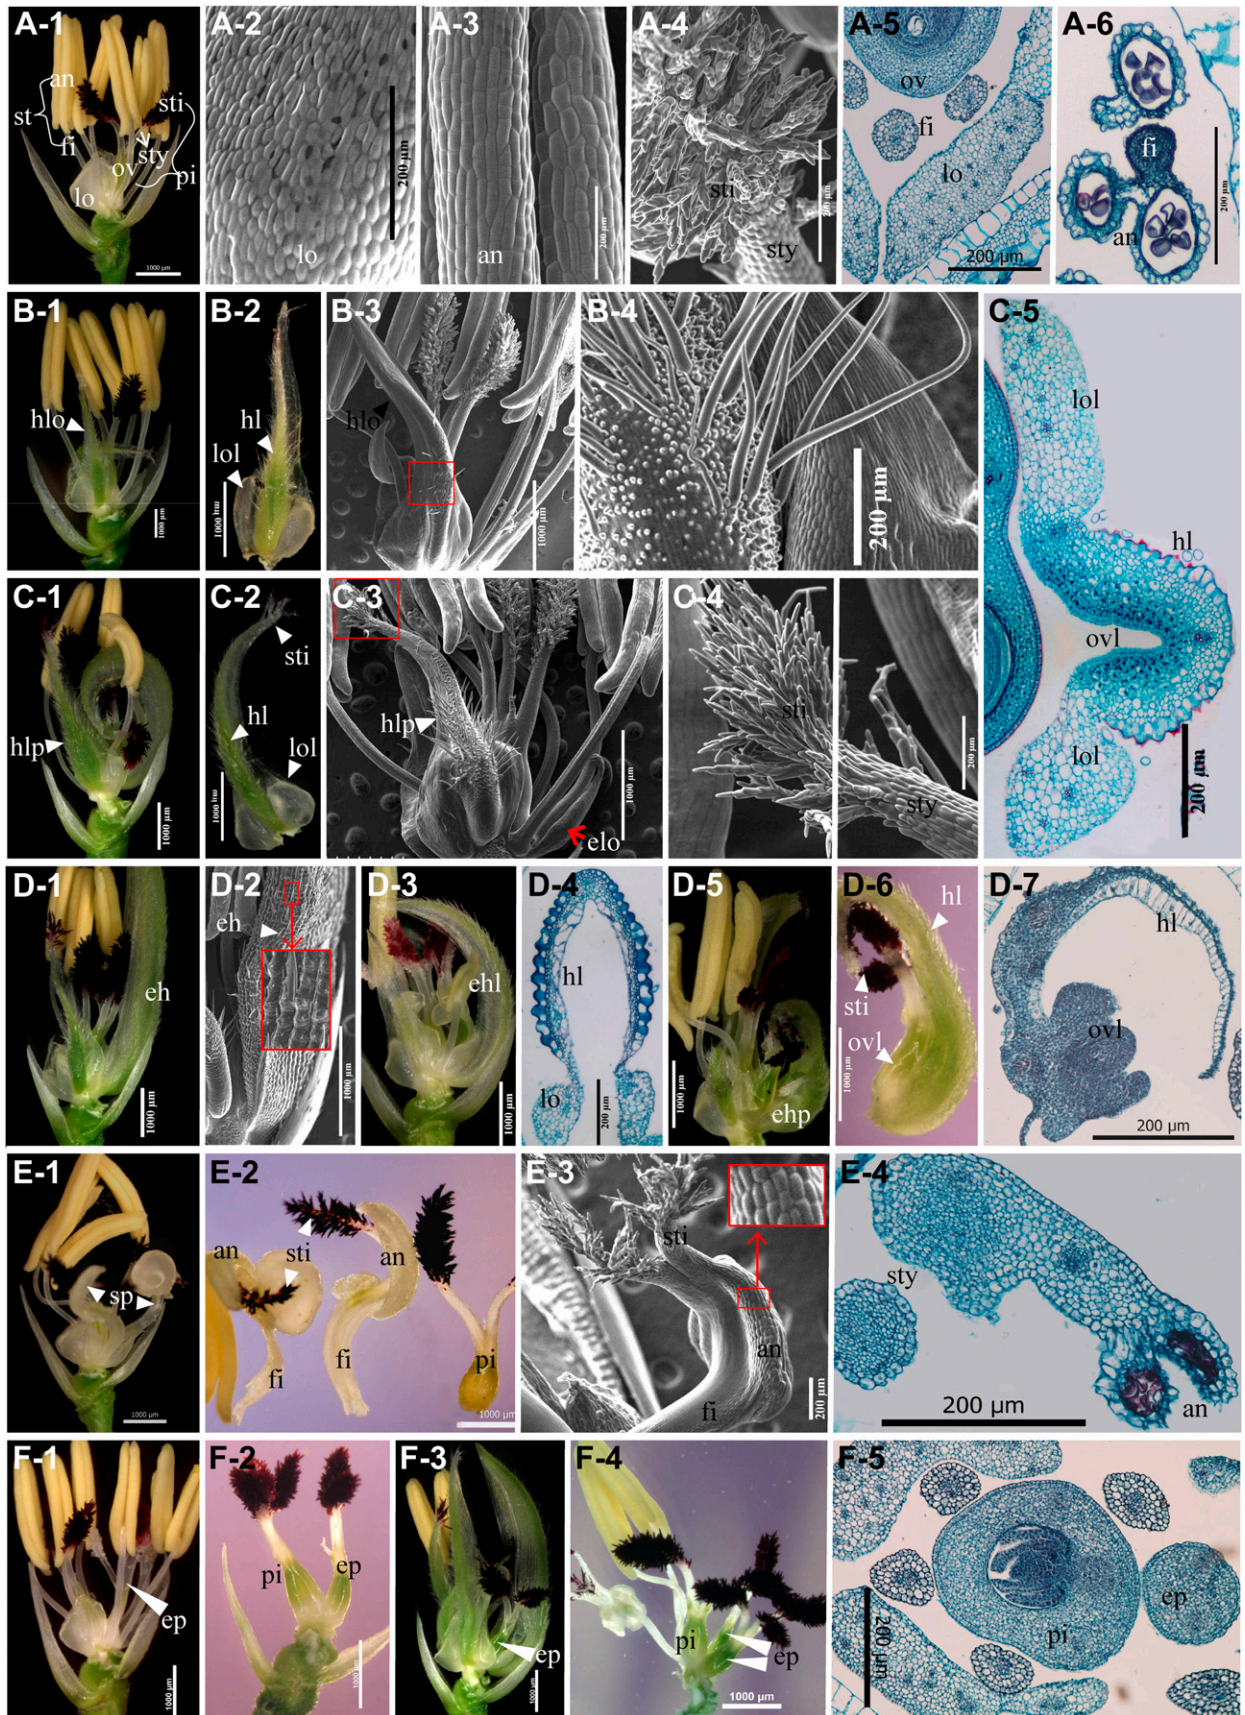 A-1
an
st
fi
lo
ov
sty
sti
pi
1000 µm
A-2
lo
200 µm
A-3
an
200 µm
A-4
sti
sty
200 µm
A-5
ov
fi
lo
200 µm
A-6
fi
an
200 µm
B-1
hlo
1000 µm
B-2
hl
lol
1000 µm
B-3
hlo
1000 µm
B-4
200 µm
C-5
lol
hl
ovl
lol
200 µm
C-1
hlp
1000 µm
C-2
sti
hl
lol
1000 µm
C-3
hlp
1000 µm
elo
C-4
sti
sty
200 µm
D-1
eh
1000 µm
D-2
eh
1000 µm
D-3
ehl
1000 µm
D-4
hl
lo
200 µm
D-5
1000 µm
ehp
D-6
hl
sti
ovl
1000 µm
D-7
hl
ovl
200 µm
E-1
sp
1000 µm
E-2
an
sti
an
fi
fi
pi
1000 µm
E-3
sti
an
fi
200 µm
E-4
sty
200 µm
an
F-1
ep
1000 µm
F-2
pi
ep
1000 µm
F-3
ep
1000 µm
F-4
pi
ep
1000 µm
F-5
ep
pi
200 µm